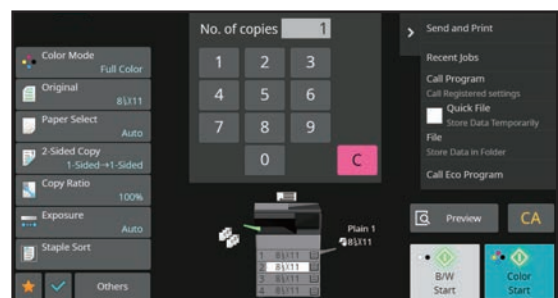 No. of copies 1
Color Mode
Full Color
Original
8½X11
Paper Select
Auto
2-Sided Copy
1-Sided→1-Sided
Copy Ratio
100%
Exposure
Auto
Staple Sort
Others
1 2 3
4 5 6
7 8 9
0 C
Plain 1
8½X11
1 8½X11
2 8½X11
3 8½X11
4 8½X11
Send and Print
Recent Jobs
Call Program
Call Registered settings
Quick File
Store Data Temporarily
File
Store Data in Folder
Call Eco Program
Preview
CA
B/W
Start
Color
Start